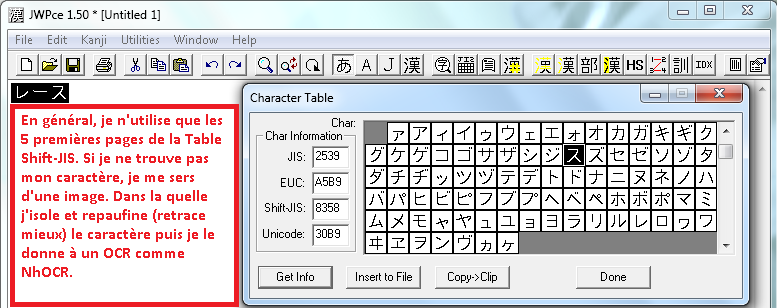 JWPce 1.50 * [Untitled 1]
File Edit Kanji Utilities Window Help
あ A J 漢 漢 漢 部 漢 HS 訓 IDX
レース
En général, je n'utilise que les
5 premières pages de la Table
Shift-JIS. Si je ne trouve pas
mon caractère, je me sers
d'une image. Dans la quelle
j'isole et repaufine (retrace
mieux) le caractère puis je le
donne à un OCR comme
NhOCR.
Character Table
Char:
Char Information
JIS: 2539
EUC: A5B9
Shift-JIS: 8358
Unicode: 30B9
ァ ア ィ イ ゥ ウ ェ エ ォ オ カ ガ キ ギ ク
グ ケ ゲ コ ゴ サ ザ シ ジ ス ズ セ ゼ ソ ゾ タ
ダ チ ヂ ッ ツ ヅ テ デ ト ド ナ ニ ヌ ネ ノ ハ
バ パ ヒ ビ ピ フ ブ プ ヘ ベ ペ ホ ボ ポ マ ミ
ム メ モ ャ ヤ ュ ユ ョ ヨ ラ リ ル レ ロ ヮ ワ
ヰ ヱ ヲ ン ヴ ヵ ヶ
Get Info Insert to File Copy->Clip Done